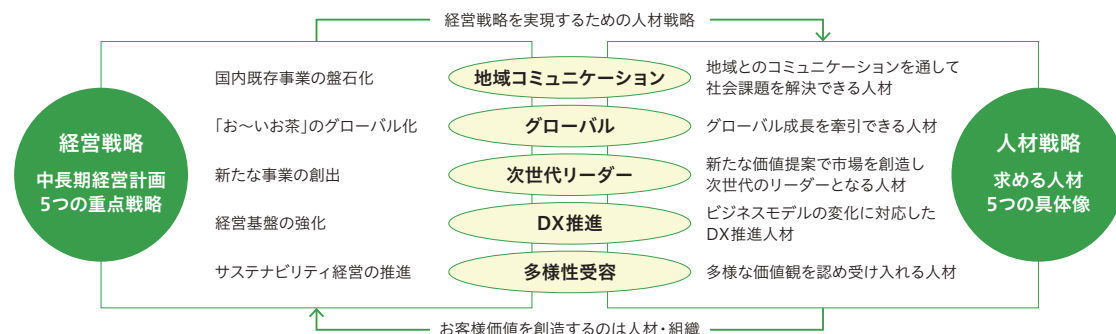 経営戦略を実現するための人材戦略
経営戦略
中長期経営計画
5つの重点戦略
国内既存事業の盤石化
地域コミュニケーション
地域とのコミュニケーションを通して
社会課題を解決できる人材
「お〜いお茶」のグローバル化
グローバル
グローバル成長を牽引できる人材
新たな事業の創出
次世代リーダー
新たな価値提案で市場を創造し
次世代のリーダーとなる人材
経営基盤の強化
DX推進
ビジネスモデルの変化に対応した
DX推進人材
サステナビリティ経営の推進
多様性受容
多様な価値観を認め受け入れる人材
人材戦略
求める人材
5つの具体像
お客様価値を創造するのは人材・組織